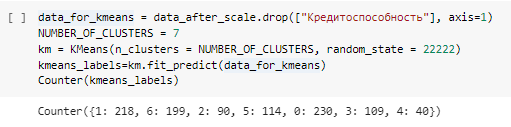 [ ] data_for_kmeans = data_after_scale.drop(["Кредитоспособность"], axis=1)
NUMBER_OF_CLUSTERS = 7
km = KMeans(n_clusters = NUMBER_OF_CLUSTERS, random_state = 22222)
kmeans_labels=km.fit_predict(data_for_kmeans)
Counter(kmeans_labels)
Counter({1: 218, 6: 199, 2: 90, 5: 114, 0: 230, 3: 109, 4: 40})